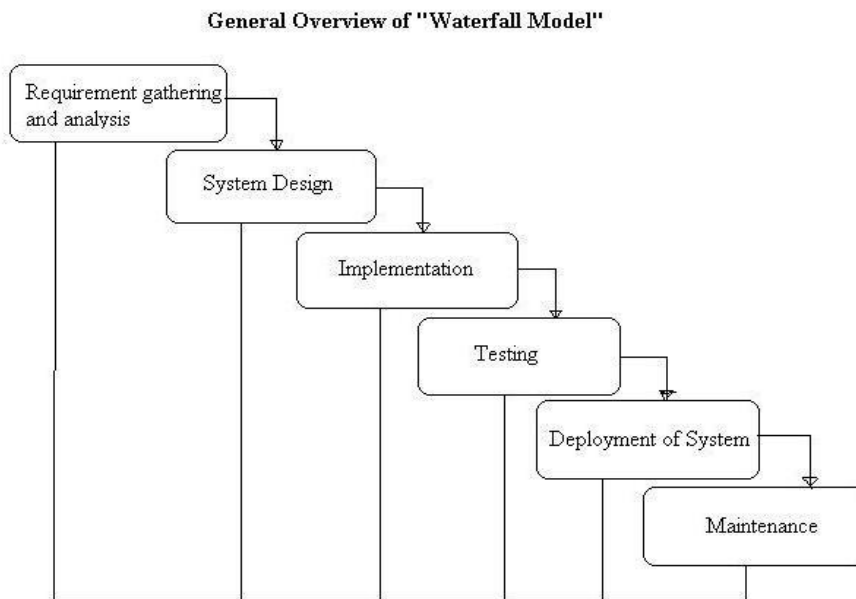 General Overview of "Waterfall Model"
Requirement gathering
and analysis
System Design
Implementation
Testing
Deployment of System
Maintenance